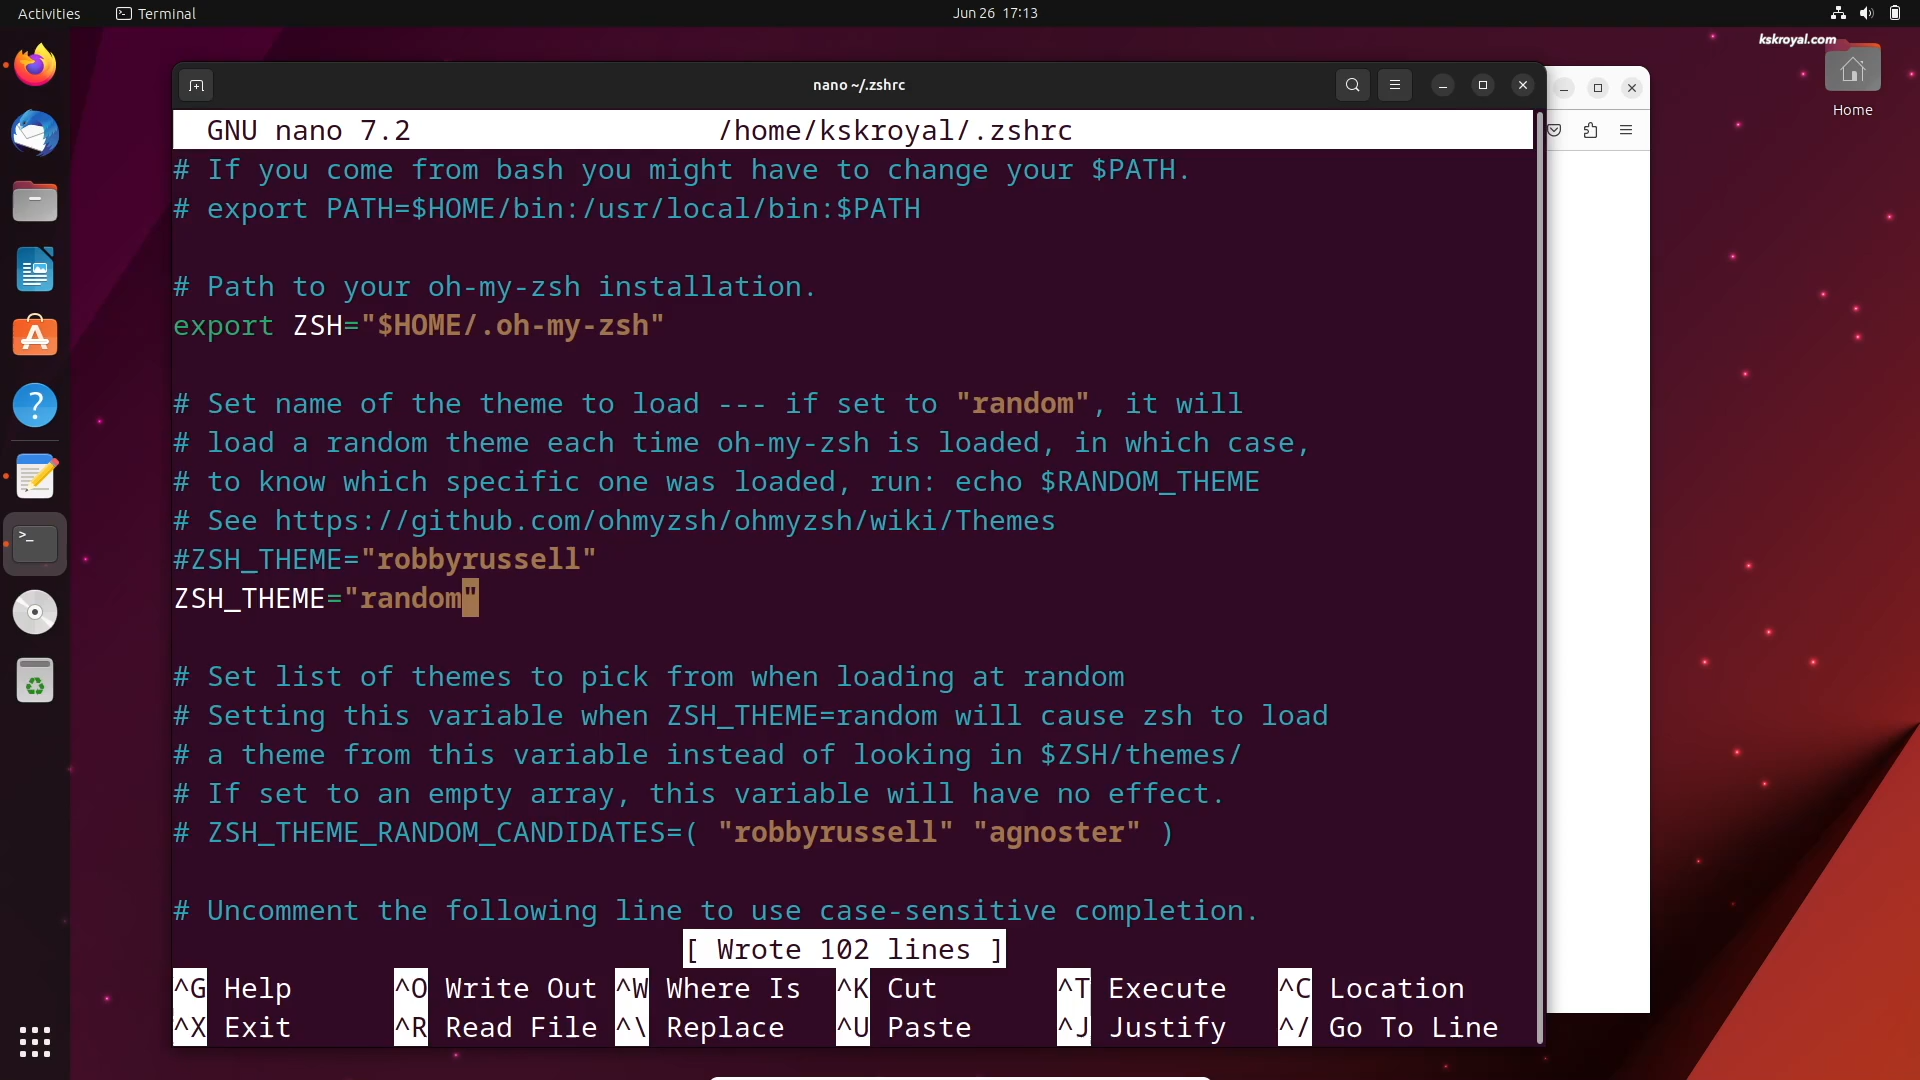 Activities
Terminal
Jun 26 17:13
kskroyal.com
Home
nano ~/.zshrc
GNU nano 7.2 /home/kskroyal/.zshrc
# If you come from bash you might have to change your $PATH.
# export PATH=$HOME/bin:/usr/local/bin:$PATH
# Path to your oh-my-zsh installation.
export ZSH="$HOME/.oh-my-zsh"
# Set name of the theme to load --- if set to "random", it will
# load a random theme each time oh-my-zsh is loaded, in which case,
# to know which specific one was loaded, run: echo $RANDOM_THEME
# See https://github.com/ohmyzsh/ohmyzsh/wiki/Themes
#ZSH_THEME="robbyrussell"
ZSH_THEME="random"
# Set list of themes to pick from when loading at random
# Setting this variable when ZSH_THEME=random will cause zsh to load
# a theme from this variable instead of looking in $ZSH/themes/
# If set to an empty array, this variable will have no effect.
# ZSH_THEME_RANDOM_CANDIDATES=( "robbyrussell" "agnoster" )
# Uncomment the following line to use case-sensitive completion.
[ Wrote 102 lines ]
^G Help ^O Write Out ^W Where Is ^K Cut ^T Execute ^C Location
^X Exit ^R Read File ^\ Replace ^U Paste ^J Justify ^/ Go To Line